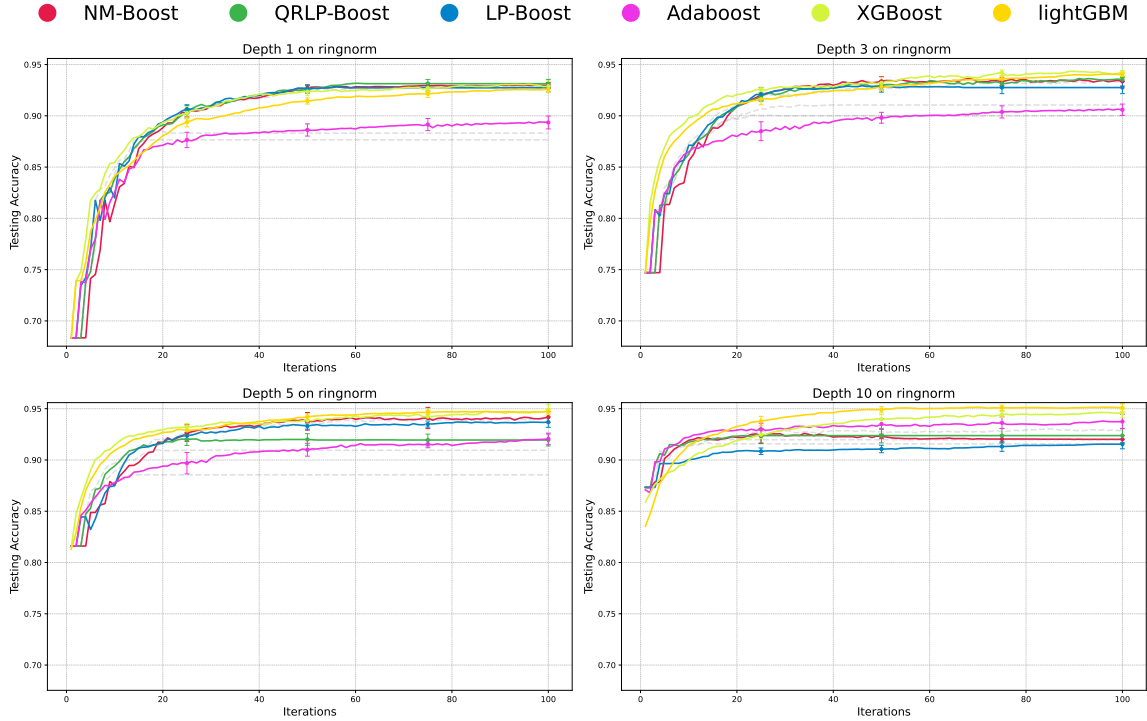 NM-Boost QRLP-Boost LP-Boost Adaboost XGBoost lightGBM
Depth 1 on ringnorm
Testing Accuracy
0.95
0.90
0.85
0.80
0.75
0.70
0 20 40 60 80 100
Iterations
Depth 3 on ringnorm
Testing Accuracy
0.95
0.90
0.85
0.80
0.75
0.70
0 20 40 60 80 100
Iterations
Depth 5 on ringnorm
Testing Accuracy
0.95
0.90
0.85
0.80
0.75
0.70
0 20 40 60 80 100
Iterations
Depth 10 on ringnorm
Testing Accuracy
0.95
0.90
0.85
0.80
0.75
0.70
0 20 40 60 80 100
Iterations